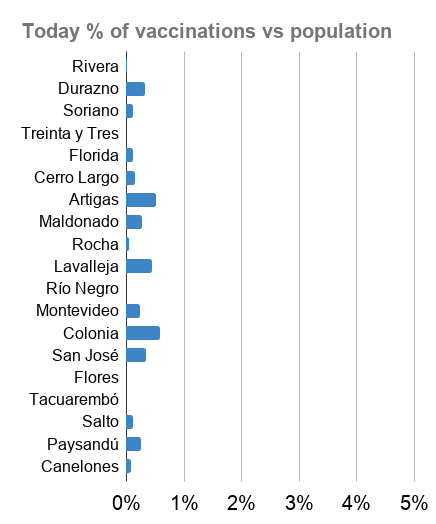 Today % of vaccinations vs population
Rivera
Durazno
Soriano
Treinta y Tres
Florida
Cerro Largo
Artigas
Maldonado
Rocha
Lavalleja
Río Negro
Montevideo
Colonia
San José
Flores
Tacuarembó
Salto
Paysandú
Canelones
0% 1% 2% 3% 4% 5%